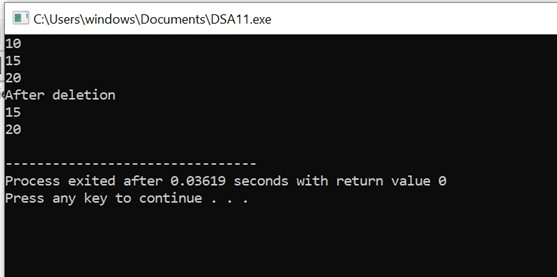 C:\Users\windows\Documents\DSA11.exe
10
15
20
After deletion
15
20
--------------------------------
Process exited after 0.03619 seconds with return value 0
Press any key to continue . . .